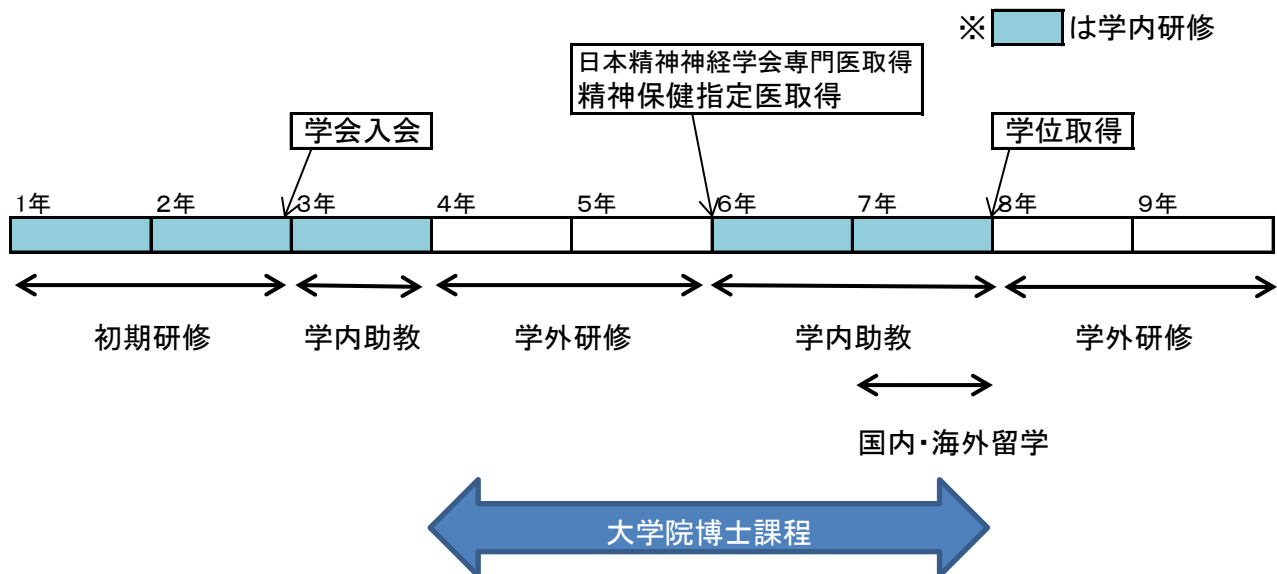 ※ は学内研修
日本精神神経学会専門医取得
精神保健指定医取得
学会入会
学位取得
1年 2年 3年 4年 5年 6年 7年 8年 9年
初期研修 学内助教 学外研修 学内助教 学外研修
国内・海外留学
大学院博士課程